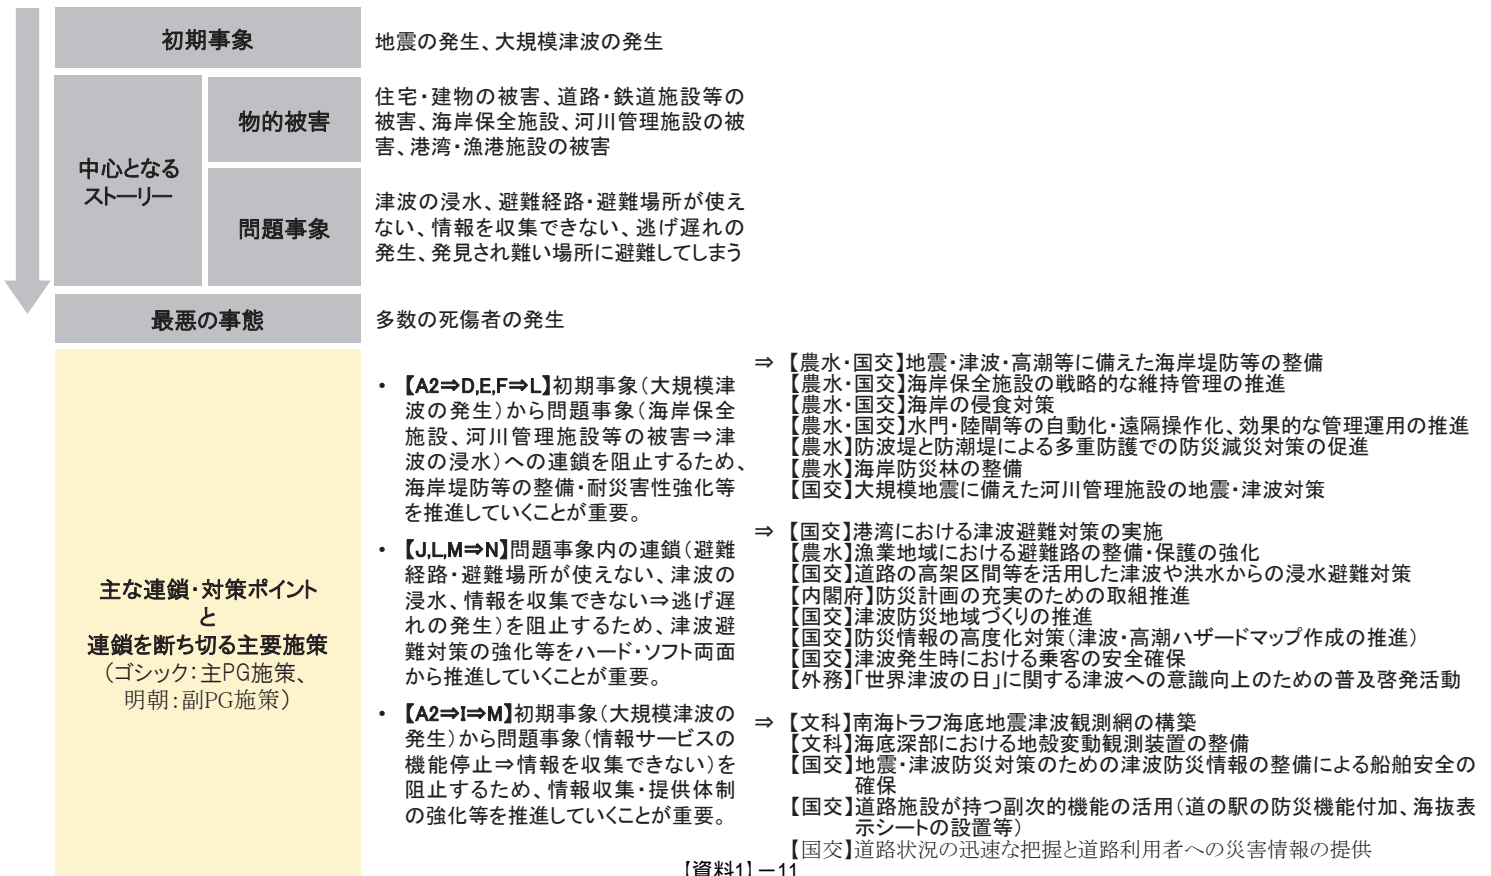 初期事象
地震の発生、大規模津波の発生
中心となる
ストーリー
物的被害
住宅・建物の被害、道路・鉄道施設等の
被害、海岸保全施設、河川管理施設の被
害、港湾・漁港施設の被害
問題事象
津波の浸水、避難経路・避難場所が使え
ない、情報を収集できない、逃げ遅れの
発生、発見され難い場所に避難してしまう
最悪の事態
多数の死傷者の発生
主な連鎖・対策ポイント
と
連鎖を断ち切る主要施策
(ゴシック:主PG施策、
明朝:副PG施策)
・ 【A2⇒D,E,F⇒L】初期事象(大規模津
波の発生)から問題事象(海岸保全
施設、河川管理施設等の被害⇒津
波の浸水)への連鎖を阻止するため、
海岸堤防等の整備・耐災害性強化等
を推進していくことが重要。
⇒ 【農水・国交】地震・津波・高潮等に備えた海岸堤防等の整備
【農水・国交】海岸保全施設の戦略的な維持管理の推進
【農水・国交】海岸の侵食対策
【農水・国交】水門・陸閘等の自動化・遠隔操作化、効果的な管理運用の推進
【農水】防波堤と防潮堤による多重防護での防災減災対策の促進
【農水】海岸防災林の整備
【国交】大規模地震に備えた河川管理施設の地震・津波対策
・ 【J,L,M⇒N】問題事象内の連鎖(避難
経路・避難場所が使えない、津波の
浸水、情報を収集できない⇒逃げ遅
れの発生)を阻止するため、津波避
難対策の強化等をハード・ソフト両面
から推進していくことが重要。
⇒ 【国交】港湾における津波避難対策の実施
【農水】漁業地域における避難路の整備・保護の強化
【国交】道路の高架区間等を活用した津波や洪水からの浸水避難対策
【内閣府】防災計画の充実のための取組推進
【国交】津波防災地域づくりの推進
【国交】防災情報の高度化対策(津波・高潮ハザードマップ作成の推進)
【国交】津波発生時における乗客の安全確保
【外務】「世界津波の日」に関する津波への意識向上のための普及啓発活動
・ 【A2⇒I⇒M】初期事象(大規模津波の
発生)から問題事象(情報サービスの
機能停止⇒情報を収集できない)を
阻止するため、情報収集・提供体制
の強化等を推進していくことが重要。
⇒ 【文科】南海トラフ海底地震津波観測網の構築
【文科】海底深部における地殻変動観測装置の整備
【国交】地震・津波防災対策のための津波防災情報の整備による船舶安全の
確保
【国交】道路施設が持つ副次的機能の活用(道の駅の防災機能付加、海抜表
示シートの設置等)
【国交】道路状況の迅速な把握と道路利用者への災害情報の提供
【資料1】-11